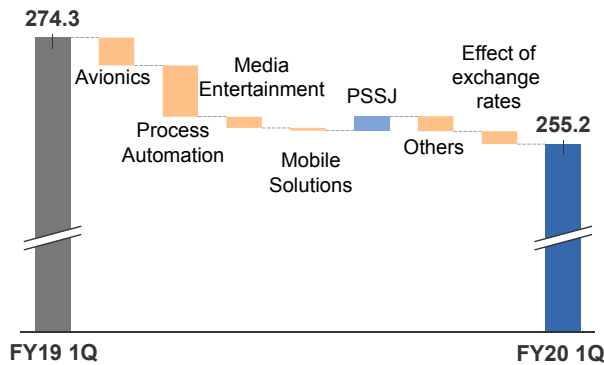 274.3
Avionics
Process
Automation
Media
Entertainment
Mobile
Solutions
PSSJ
Others
Effect of
exchange
rates
255.2
FY19 1Q
FY20 1Q